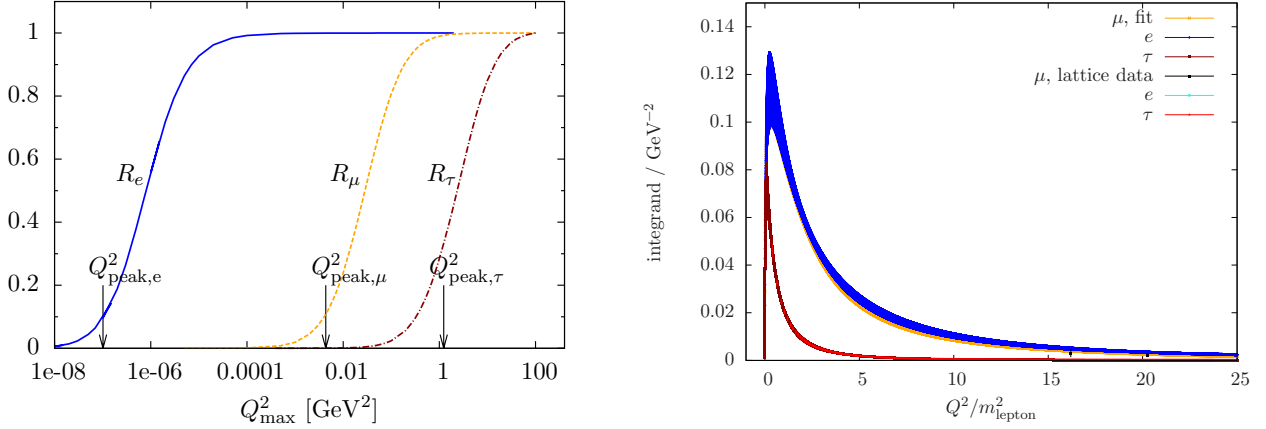 1
0.8
0.6
0.4
0.2
0
R_e
R_μ
R_τ
Q²_peak,e
Q²_peak,μ
Q²_peak,τ
1e-08 1e-06 0.0001 0.01 1 100
Q²_max [GeV²]
0.14
0.12
0.1
0.08
0.06
0.04
0.02
0
integrand / GeV⁻²
μ, fit
e
τ
μ, lattice data
e
τ
0 5 10 15 20 25
Q²/m²_lepton